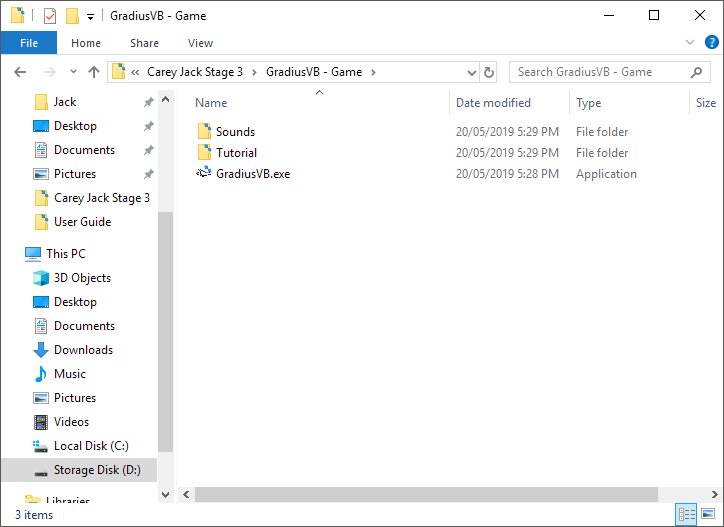 GradiusVB - Game
File Home Share View
« Carey Jack Stage 3 > GradiusVB - Game > Search GradiusVB - Game
Jack
Desktop
Documents
Pictures
Carey Jack Stage 3
User Guide
This PC
3D Objects
Desktop
Documents
Downloads
Music
Pictures
Videos
Local Disk (C:)
Storage Disk (D:)
Libraries
Name Date modified Type Size
Sounds 20/05/2019 5:29 PM File folder
Tutorial 20/05/2019 5:29 PM File folder
GradiusVB.exe 20/05/2019 5:28 PM Application
3 items